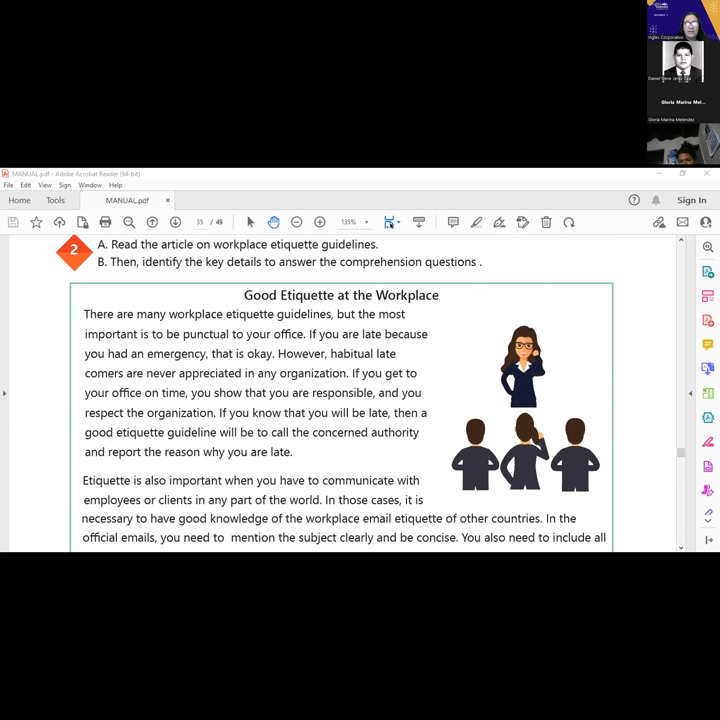 Ingles Corporativo
Gloria Marina Mel...
Gloria Marina Melendez
MANUAL.pdf - Adobe Acrobat Reader (64-bit)
File Edit View Sign Window Help
Home Tools MANUAL.pdf × Sign In
35 / 49 135%
2
A. Read the article on workplace etiquette guidelines.
B. Then, identify the key details to answer the comprehension questions .
Good Etiquette at the Workplace
There are many workplace etiquette guidelines, but the most
important is to be punctual to your office. If you are late because
you had an emergency, that is okay. However, habitual late
comers are never appreciated in any organization. If you get to
your office on time, you show that you are responsible, and you
respect the organization. If you know that you will be late, then a
good etiquette guideline will be to call the concerned authority
and report the reason why you are late.
Etiquette is also important when you have to communicate with
employees or clients in any part of the world. In those cases, it is
necessary to have good knowledge of the workplace email etiquette of other countries. In the
official emails, you need to mention the subject clearly and be concise. You also need to include all